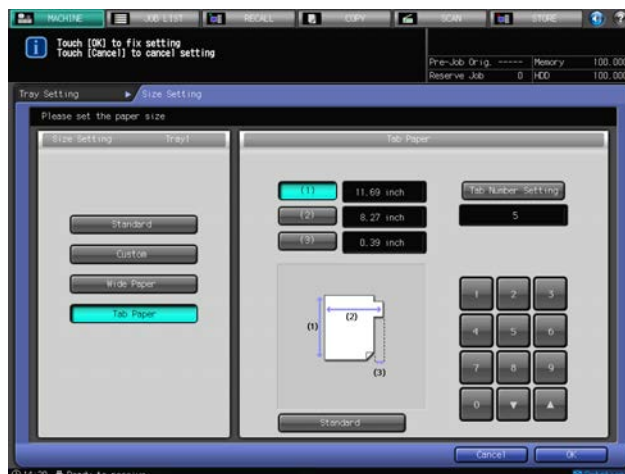 MACHINE JOB LIST RECALL COPY SCAN STORE
Touch [OK] to fix setting
Touch [Cancel] to cancel setting
Pre-Job Orig. ----- Memory 100.000
Reserve Job 0 HDD 100.000
Tray Setting ▶ Size Setting
Please set the paper size
Size Setting Tray1
Tab Paper
(1) 11.69 inch Tab Number Setting
(2) 8.27 inch 5
(3) 0.39 inch
Standard
Custom
Wide Paper
Tab Paper
(1) (2)
(3)
1 2 3
4 5 6
7 8 9
0 ▼ ▲
Standard
Cancel OK